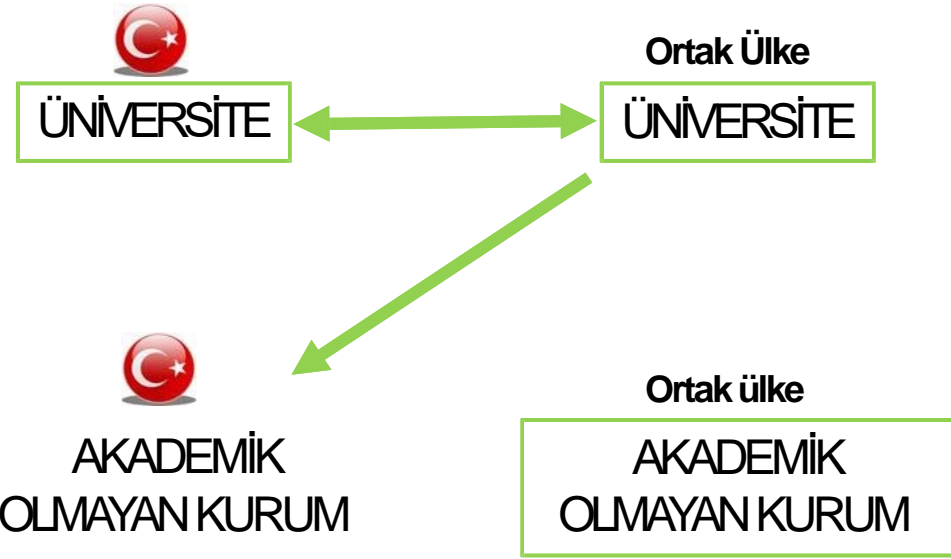 Ortak Ülke
ÜNİVERSİTE
ÜNİVERSİTE
Ortak ülke
AKADEMİK
OLMAYAN KURUM
AKADEMİK
OLMAYAN KURUM